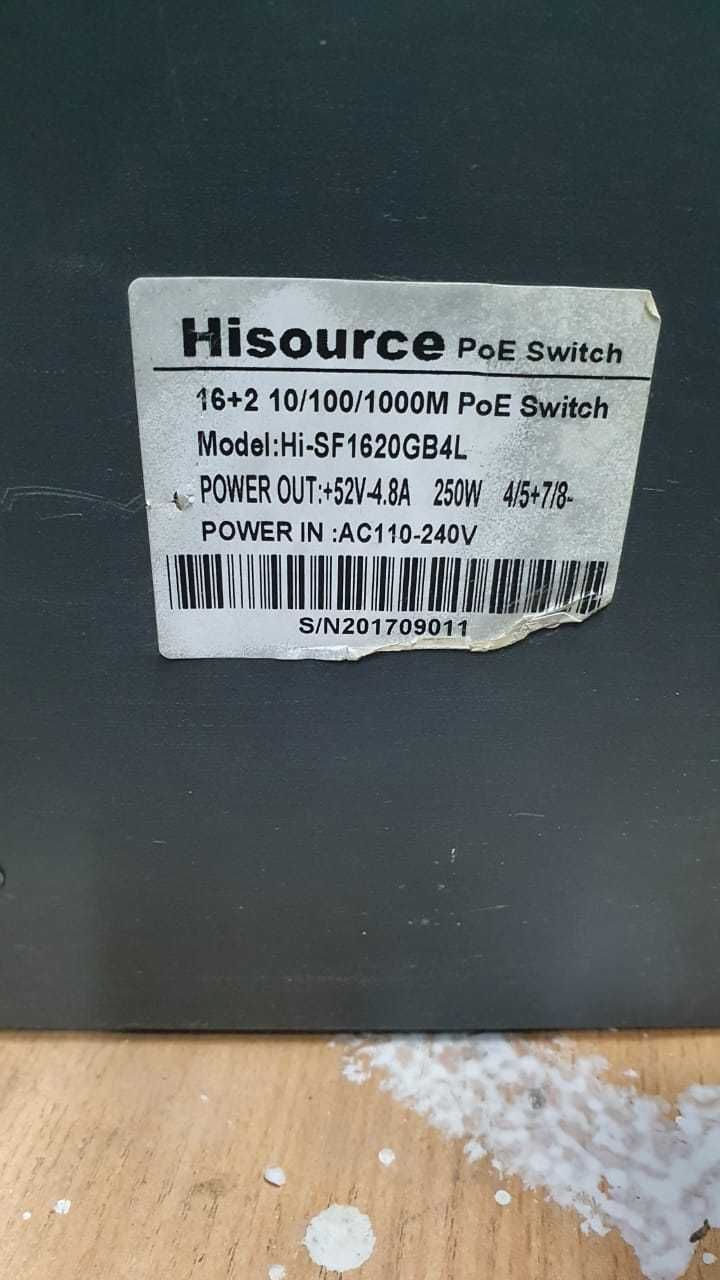 Hisource PoE Switch
16+2 10/100/1000M PoE Switch
Model:Hi-SF1620GB4L
POWER OUT:+52V-4.8A 250W 4/5+7/8-
POWER IN :AC110-240V
S/N201709011